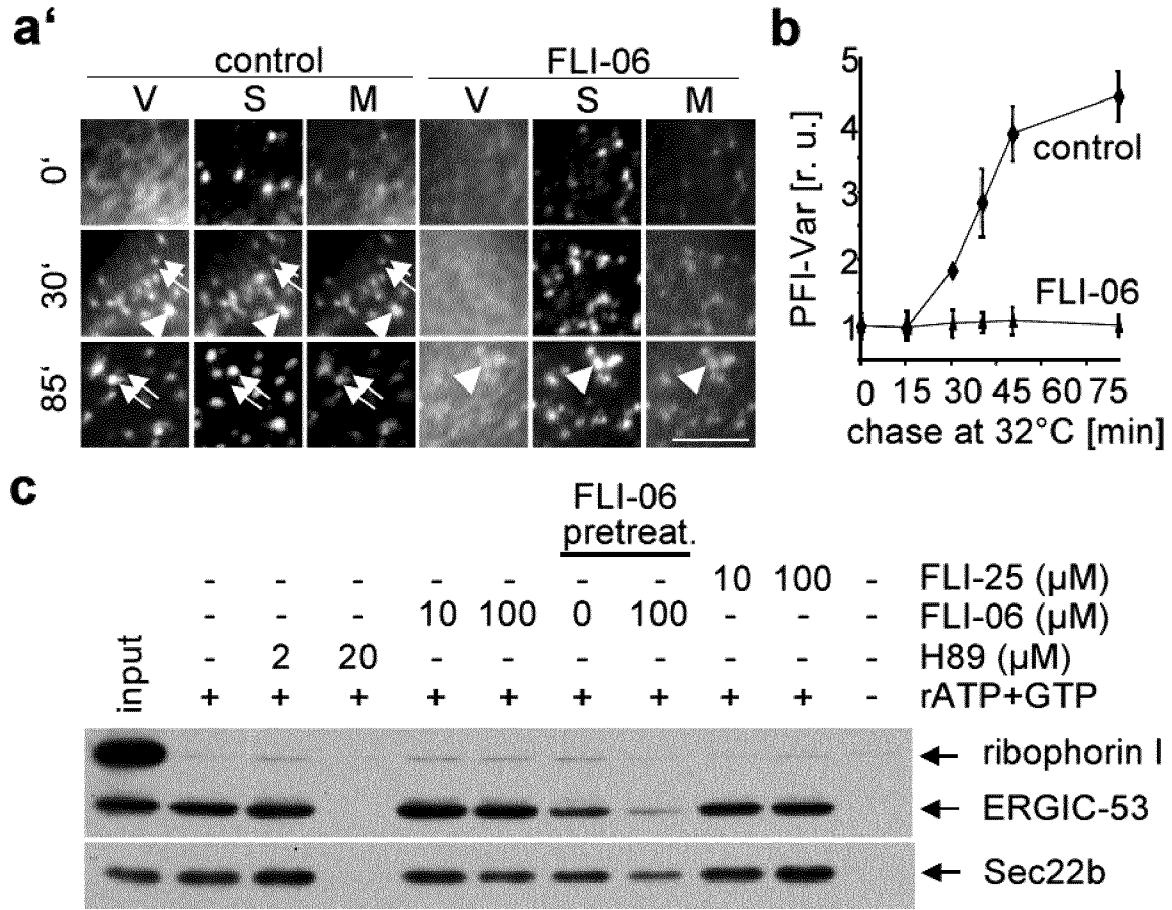 a‘
control FLI-06
V S M V S M
0‘
30‘
85‘
b
PFI-Var [r. u.]
5
4
3
2
1
control
FLI-06
0 15 30 45 60 75
chase at 32°C [min]
c
FLI-06
pretreat.
- - - - - - - 10 100 - FLI-25 (µM)
- - - 10 100 0 100 - - - FLI-06 (µM)
- 2 20 - - - - - - - H89 (µM)
input + + + + + + + + + - rATP+GTP
ribophorin I
ERGIC-53
Sec22b